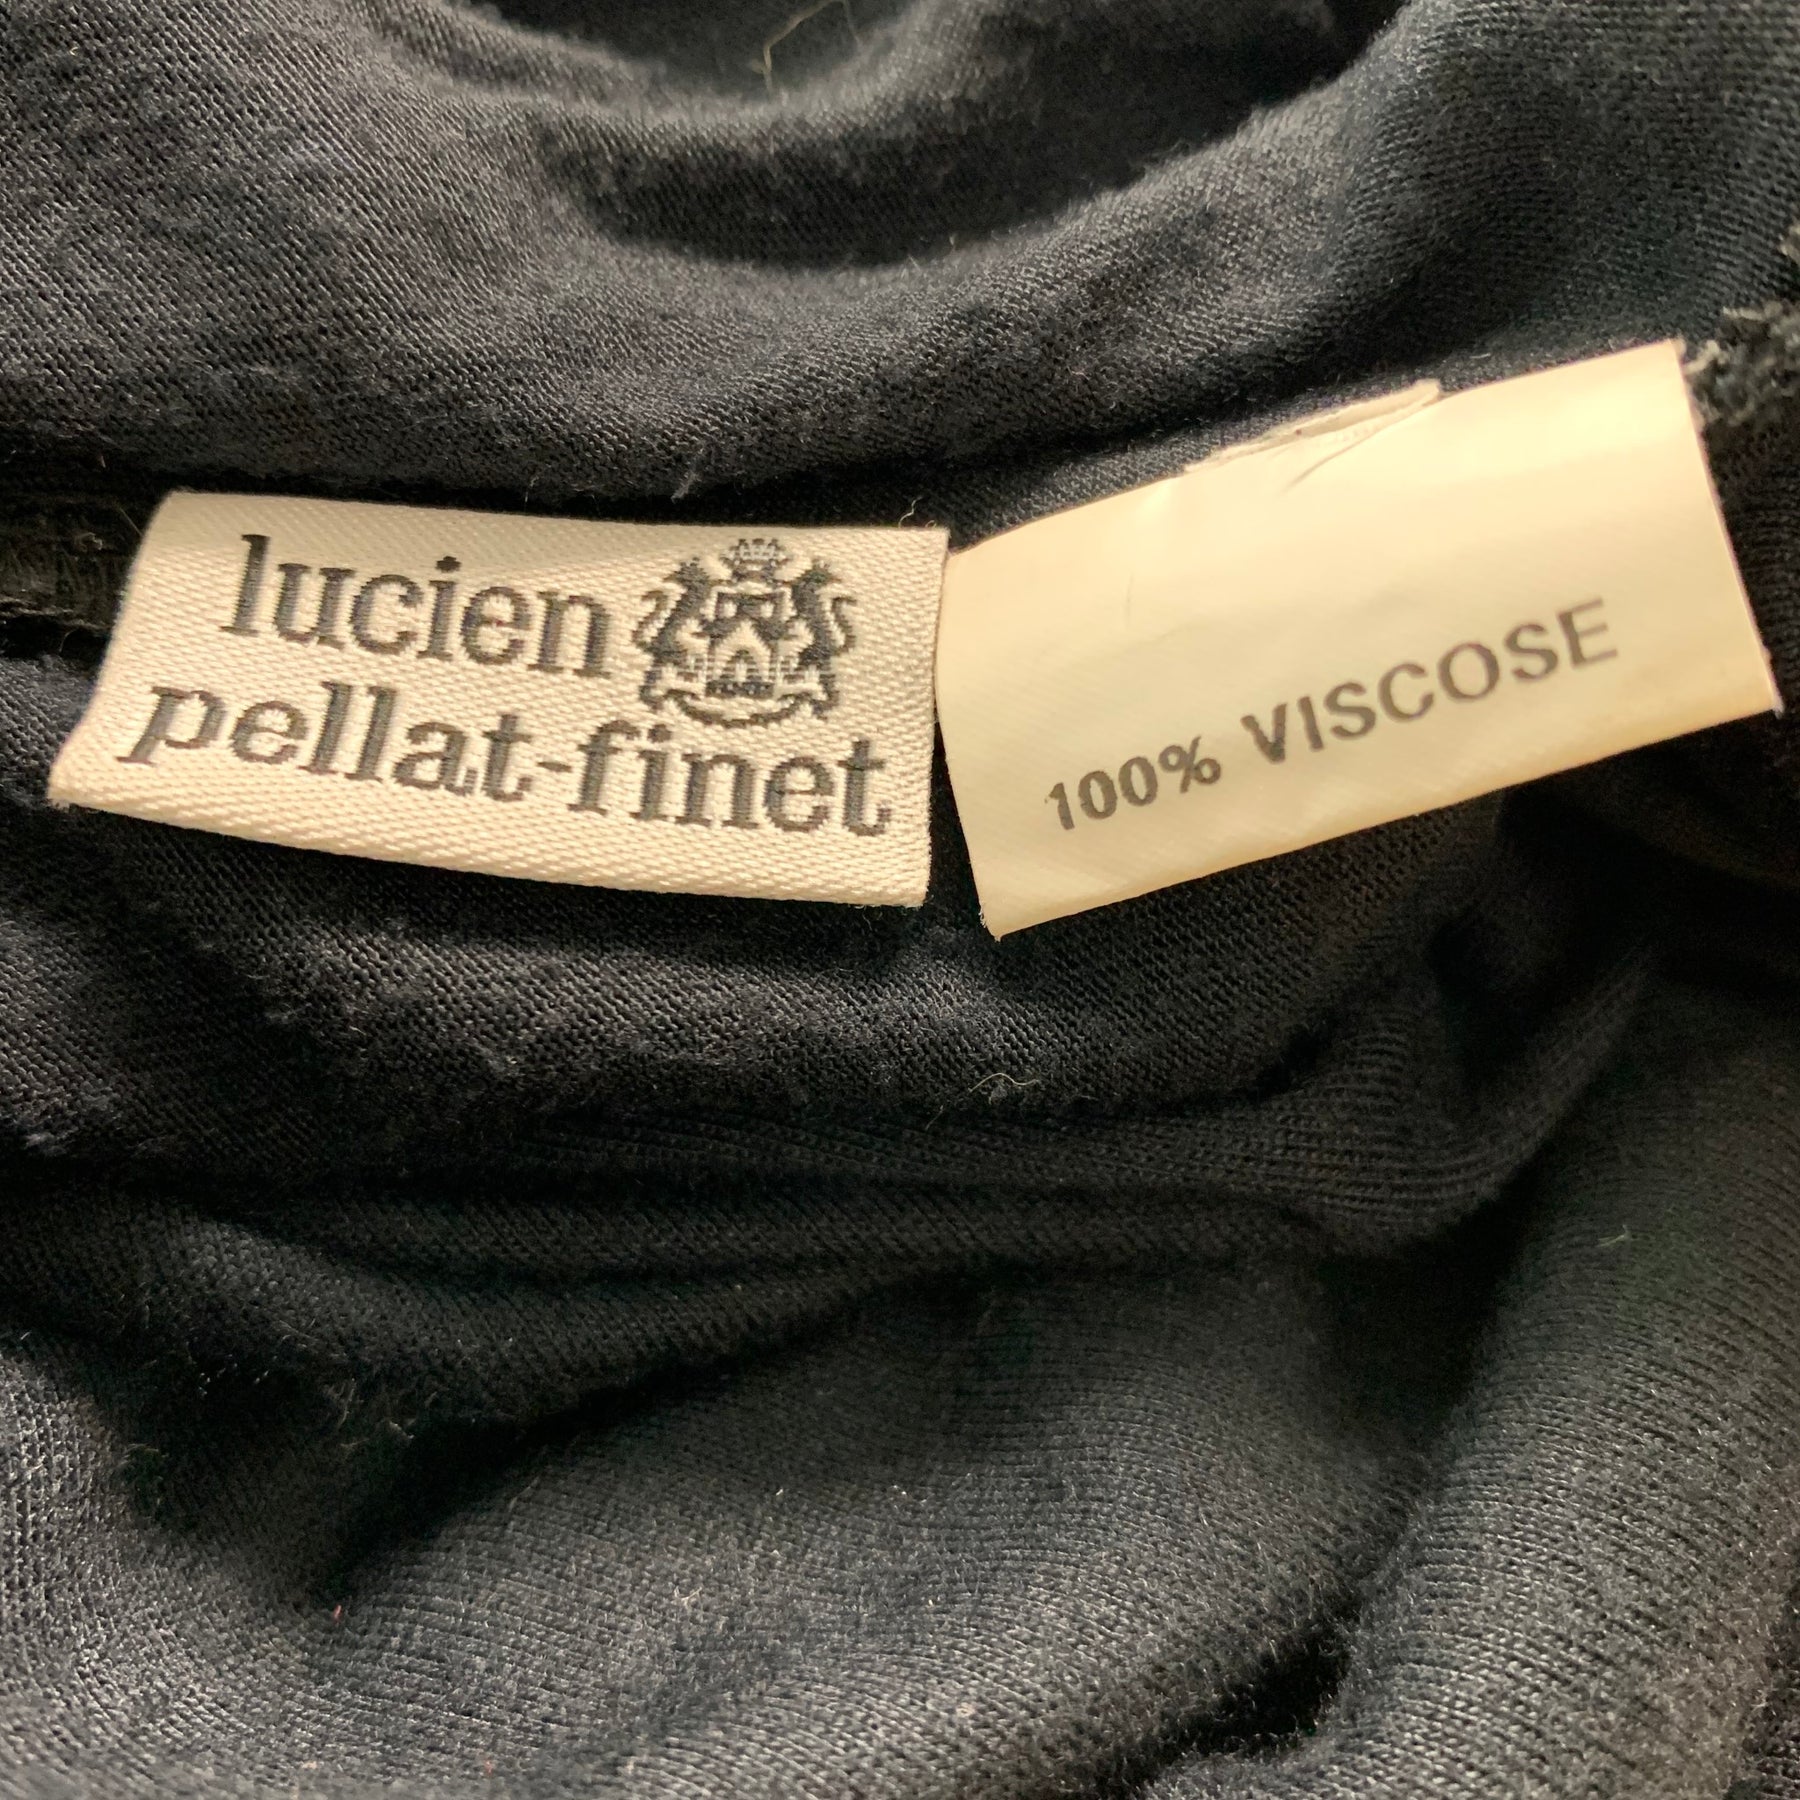 lucien
pellat-finet
100% VISCOSE